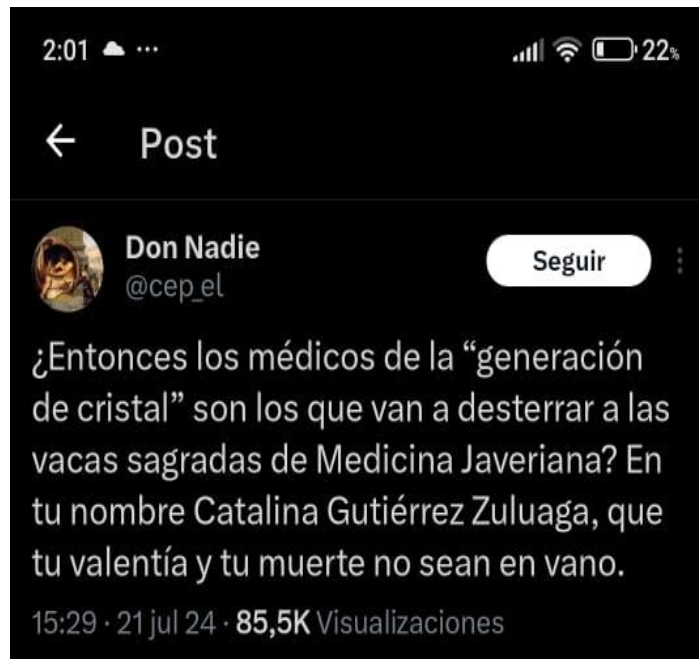 2:01 ... 22%
Post
Don Nadie
Seguir
@cep_el
¿Entonces los médicos de la “generación
de cristal” son los que van a desterrar a las
vacas sagradas de Medicina Javeriana? En
tu nombre Catalina Gutiérrez Zuluaga, que
tu valentía y tu muerte no sean en vano.
15:29 · 21 jul 24 · 85,5K Visualizaciones